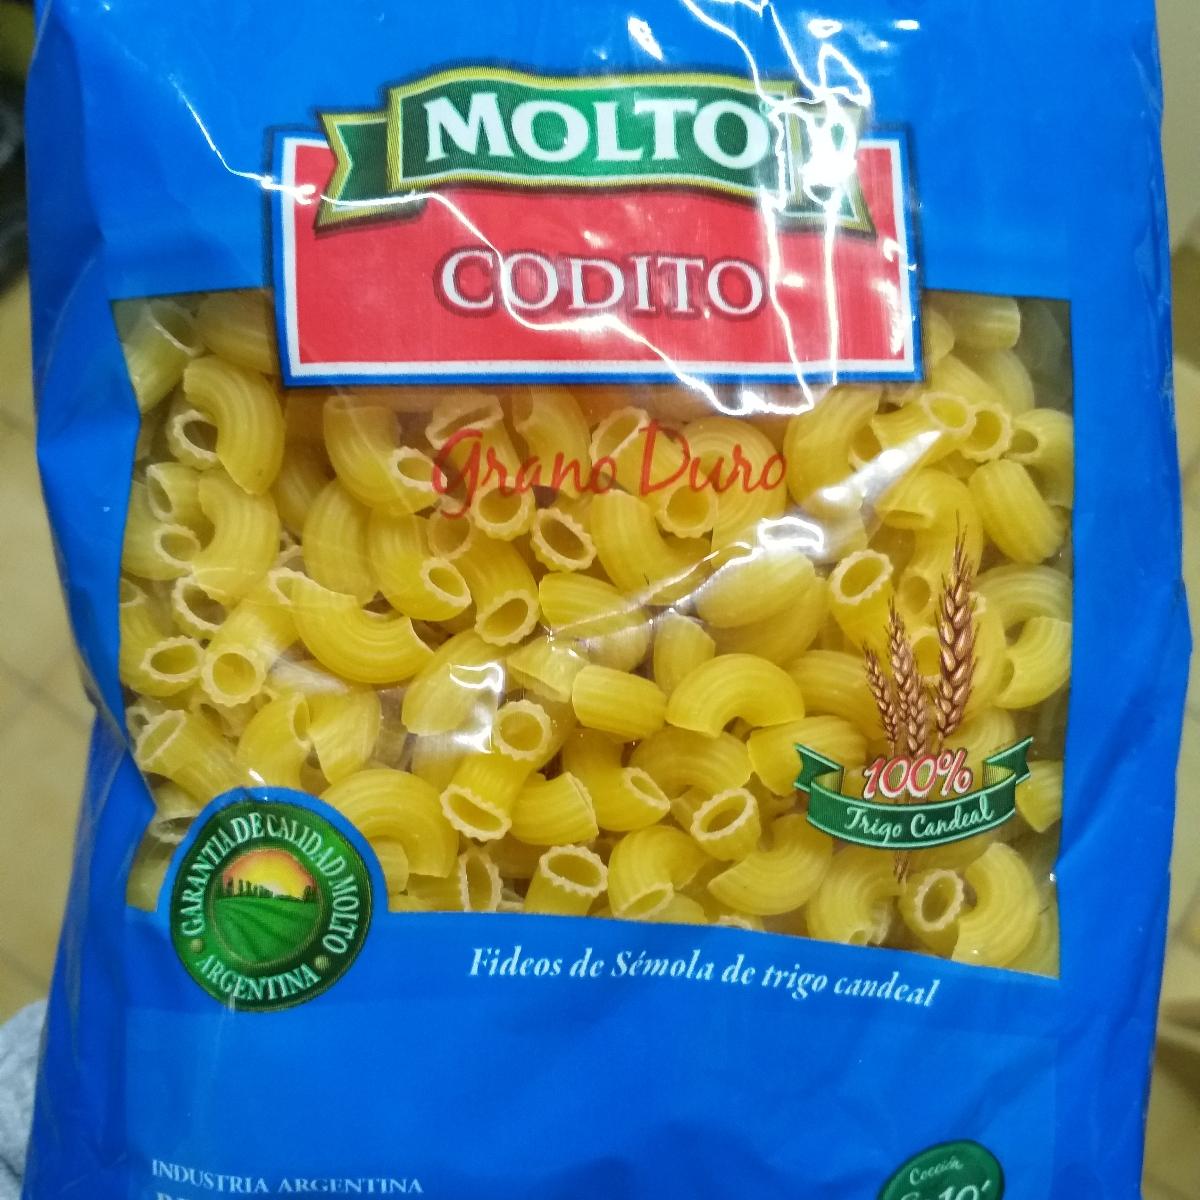 MOLTO
CODITO
Grano Duro
100%
Trigo Candeal
GARANTIA DE CALIDAD MOLTO
ARGENTINA
Fideos de Sémola de trigo candeal
INDUSTRIA ARGENTINA
Cocción